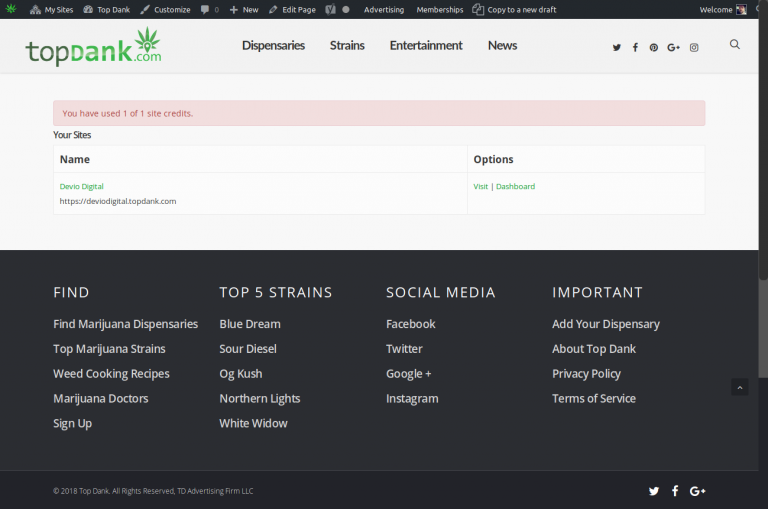 My Sites Top Dank Customize 0 New Edit Page Advertising Memberships Copy to a new draft Welcome
topDank.com
Dispensaries Strains Entertainment News
You have used 1 of 1 site credits.
Your Sites
Name Options
Devio Digital Visit | Dashboard
https://deviodigital.topdank.com
FIND TOP 5 STRAINS SOCIAL MEDIA IMPORTANT
Find Marijuana Dispensaries Blue Dream Facebook Add Your Dispensary
Top Marijuana Strains Sour Diesel Twitter About Top Dank
Weed Cooking Recipes Og Kush Google + Privacy Policy
Marijuana Doctors Northern Lights Instagram Terms of Service
Sign Up White Widow
© 2018 Top Dank. All Rights Reserved, TD Advertising Firm LLC